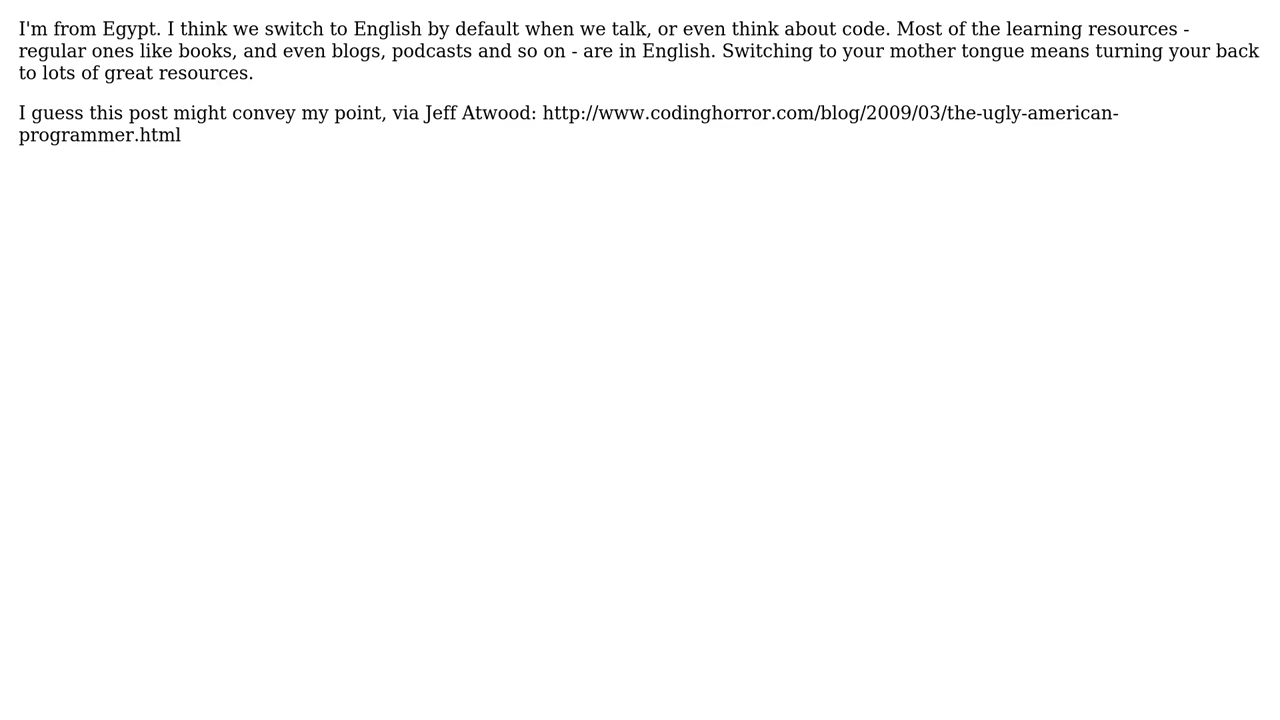 I'm from Egypt. I think we switch to English by default when we talk, or even think about code. Most of the learning resources -
regular ones like books, and even blogs, podcasts and so on - are in English. Switching to your mother tongue means turning your back
to lots of great resources.
I guess this post might convey my point, via Jeff Atwood: http://www.codinghorror.com/blog/2009/03/the-ugly-american-
programmer.html